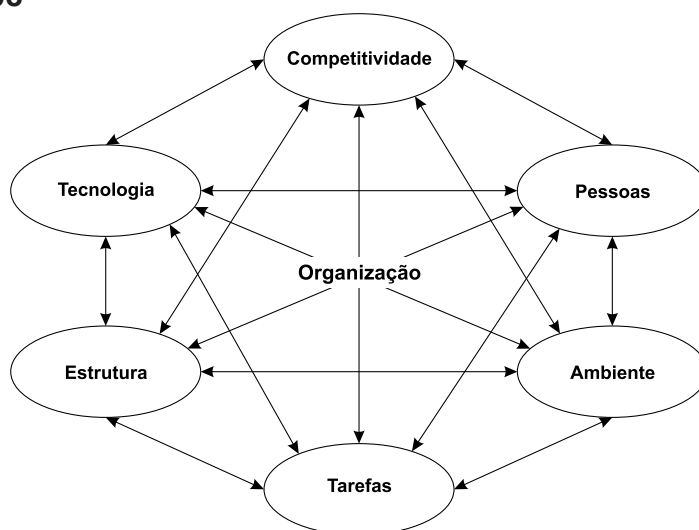 Competitividade
Tecnologia
Pessoas
Organização
Estrutura
Ambiente
Tarefas